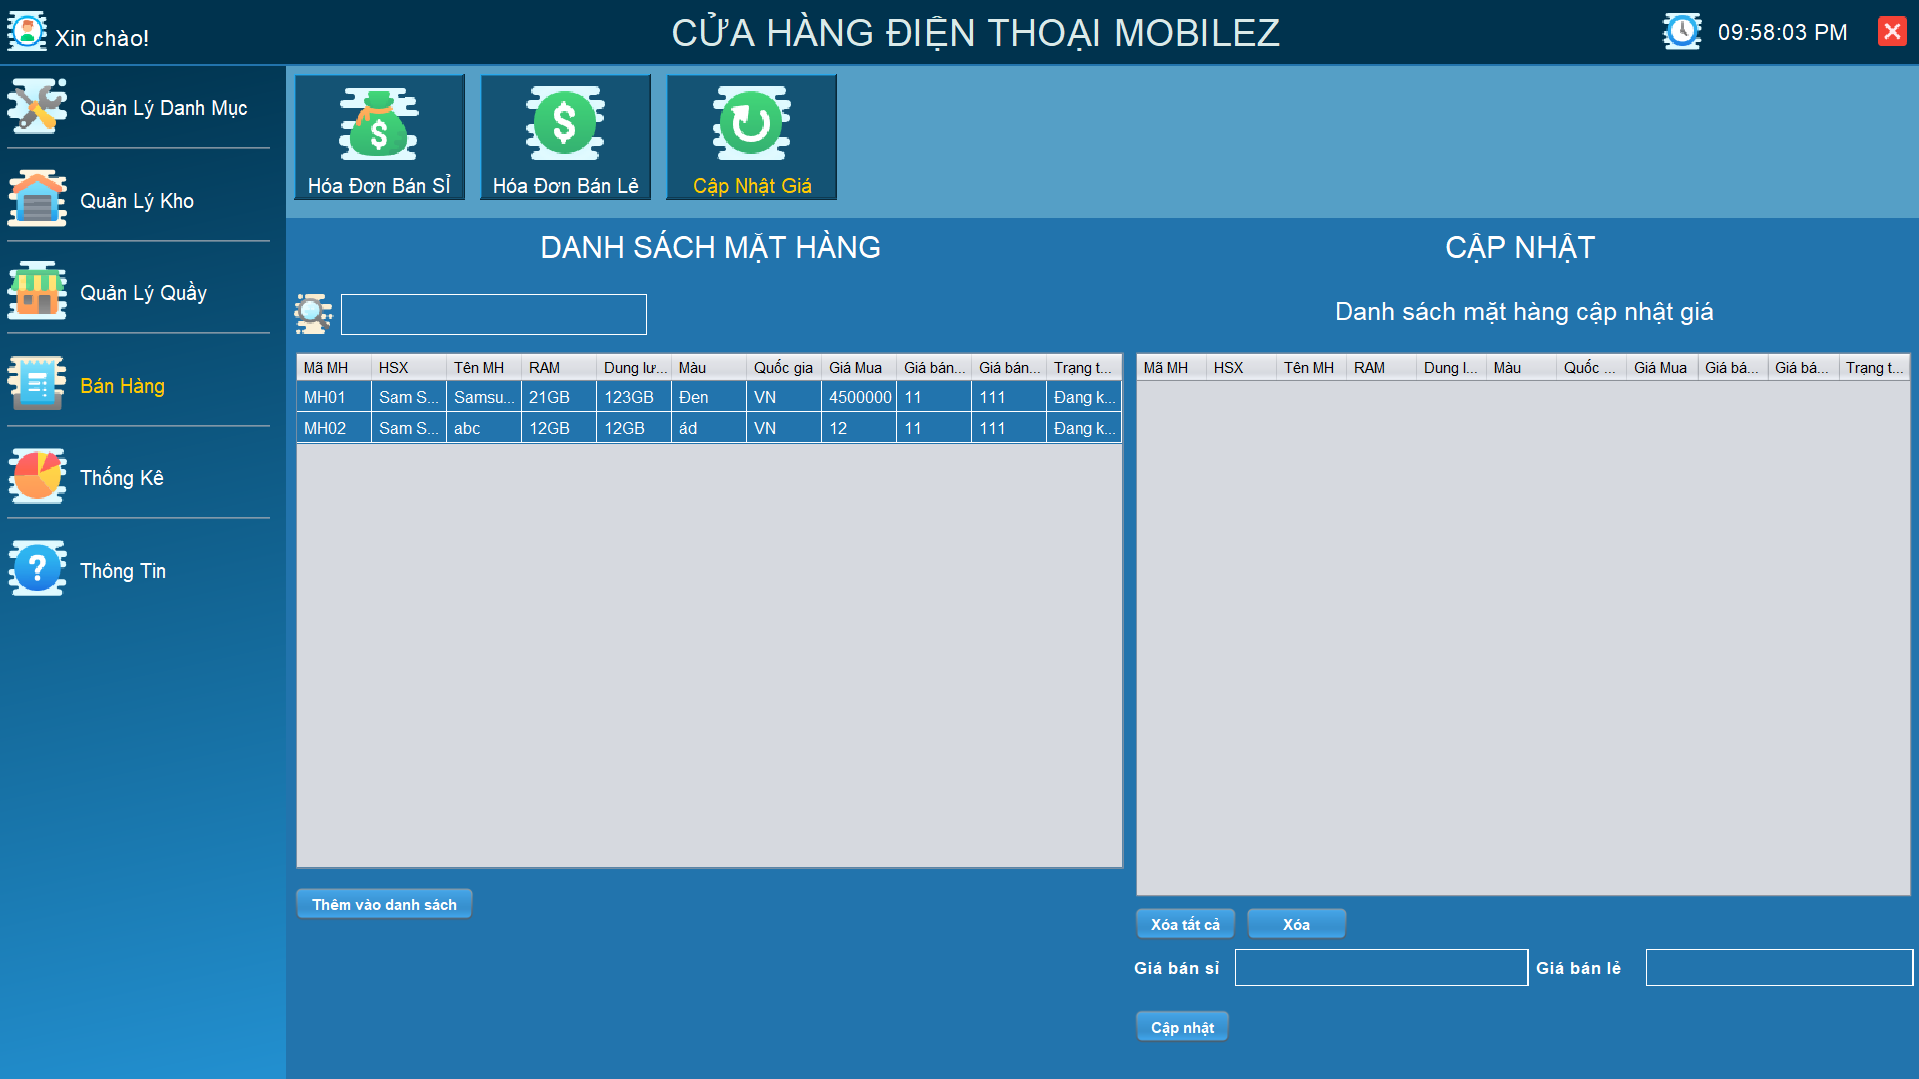 Xin chào!
CỬA HÀNG ĐIỆN THOẠI MOBILEZ
09:58:03 PM
Quản Lý Danh Mục
Quản Lý Kho
Quản Lý Quầy
Bán Hàng
Thống Kê
Thông Tin
Hóa Đơn Bán Sỉ
Hóa Đơn Bán Lẻ
Cập Nhật Giá
DANH SÁCH MẶT HÀNG
Mã MH HSX Tên MH RAM Dung lư... Màu Quốc gia Giá Mua Giá bán... Giá bán... Trạng t...
MH01 Sam S... Samsu... 21GB 123GB Đen VN 4500000 11 111 Đang k...
MH02 Sam S... abc 12GB 12GB ád VN 12 11 111 Đang k...
Thêm vào danh sách
CẬP NHẬT
Danh sách mặt hàng cập nhật giá
Mã MH HSX Tên MH RAM Dung l... Màu Quốc ... Giá Mua Giá bá... Giá bá... Trạng t...
Xóa tất cả Xóa
Giá bán sỉ Giá bán lẻ
Cập nhật